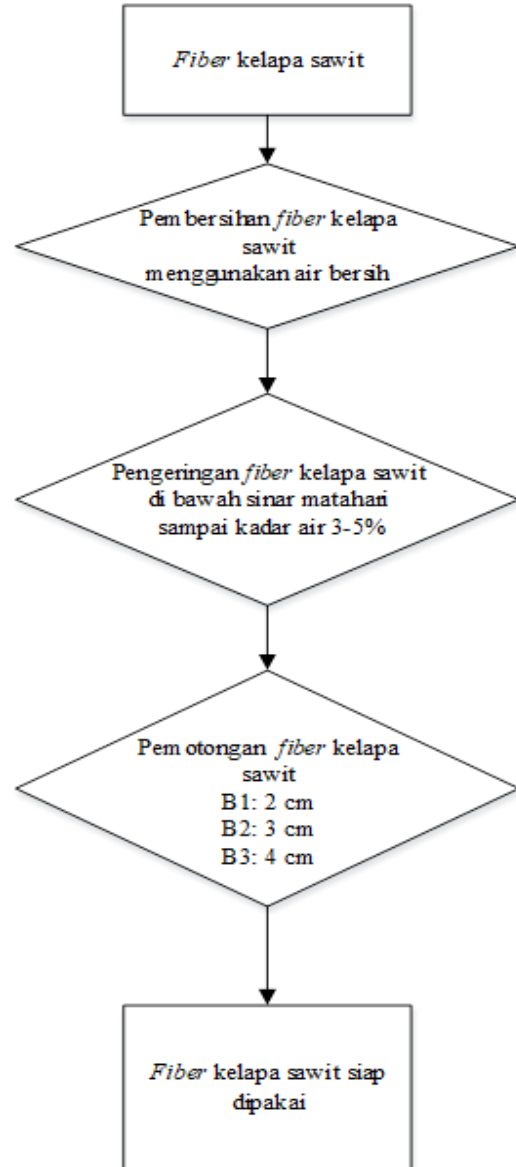 Fiber kelapa sawit
Pembersihan fiber kelapa
sawit
menggunakan air bersih
Pengeringan fiber kelapa sawit
di bawah sinar matahari
sampai kadar air 3-5%
Pemotongan fiber kelapa
sawit
B1: 2 cm
B2: 3 cm
B3: 4 cm
Fiber kelapa sawit siap
dipakai